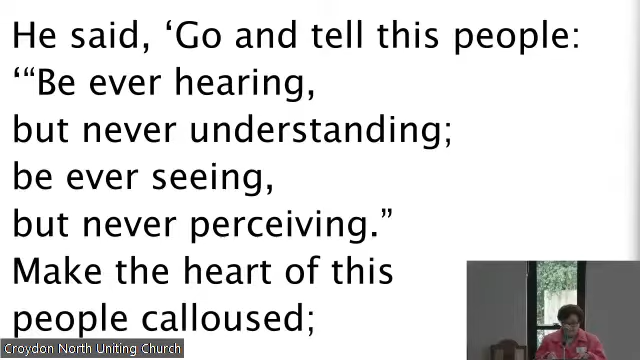 He said, ‘Go and tell this people:
‘“Be ever hearing,
but never understanding;
be ever seeing,
but never perceiving.”
Make the heart of this
people calloused;
Croydon North Uniting Church